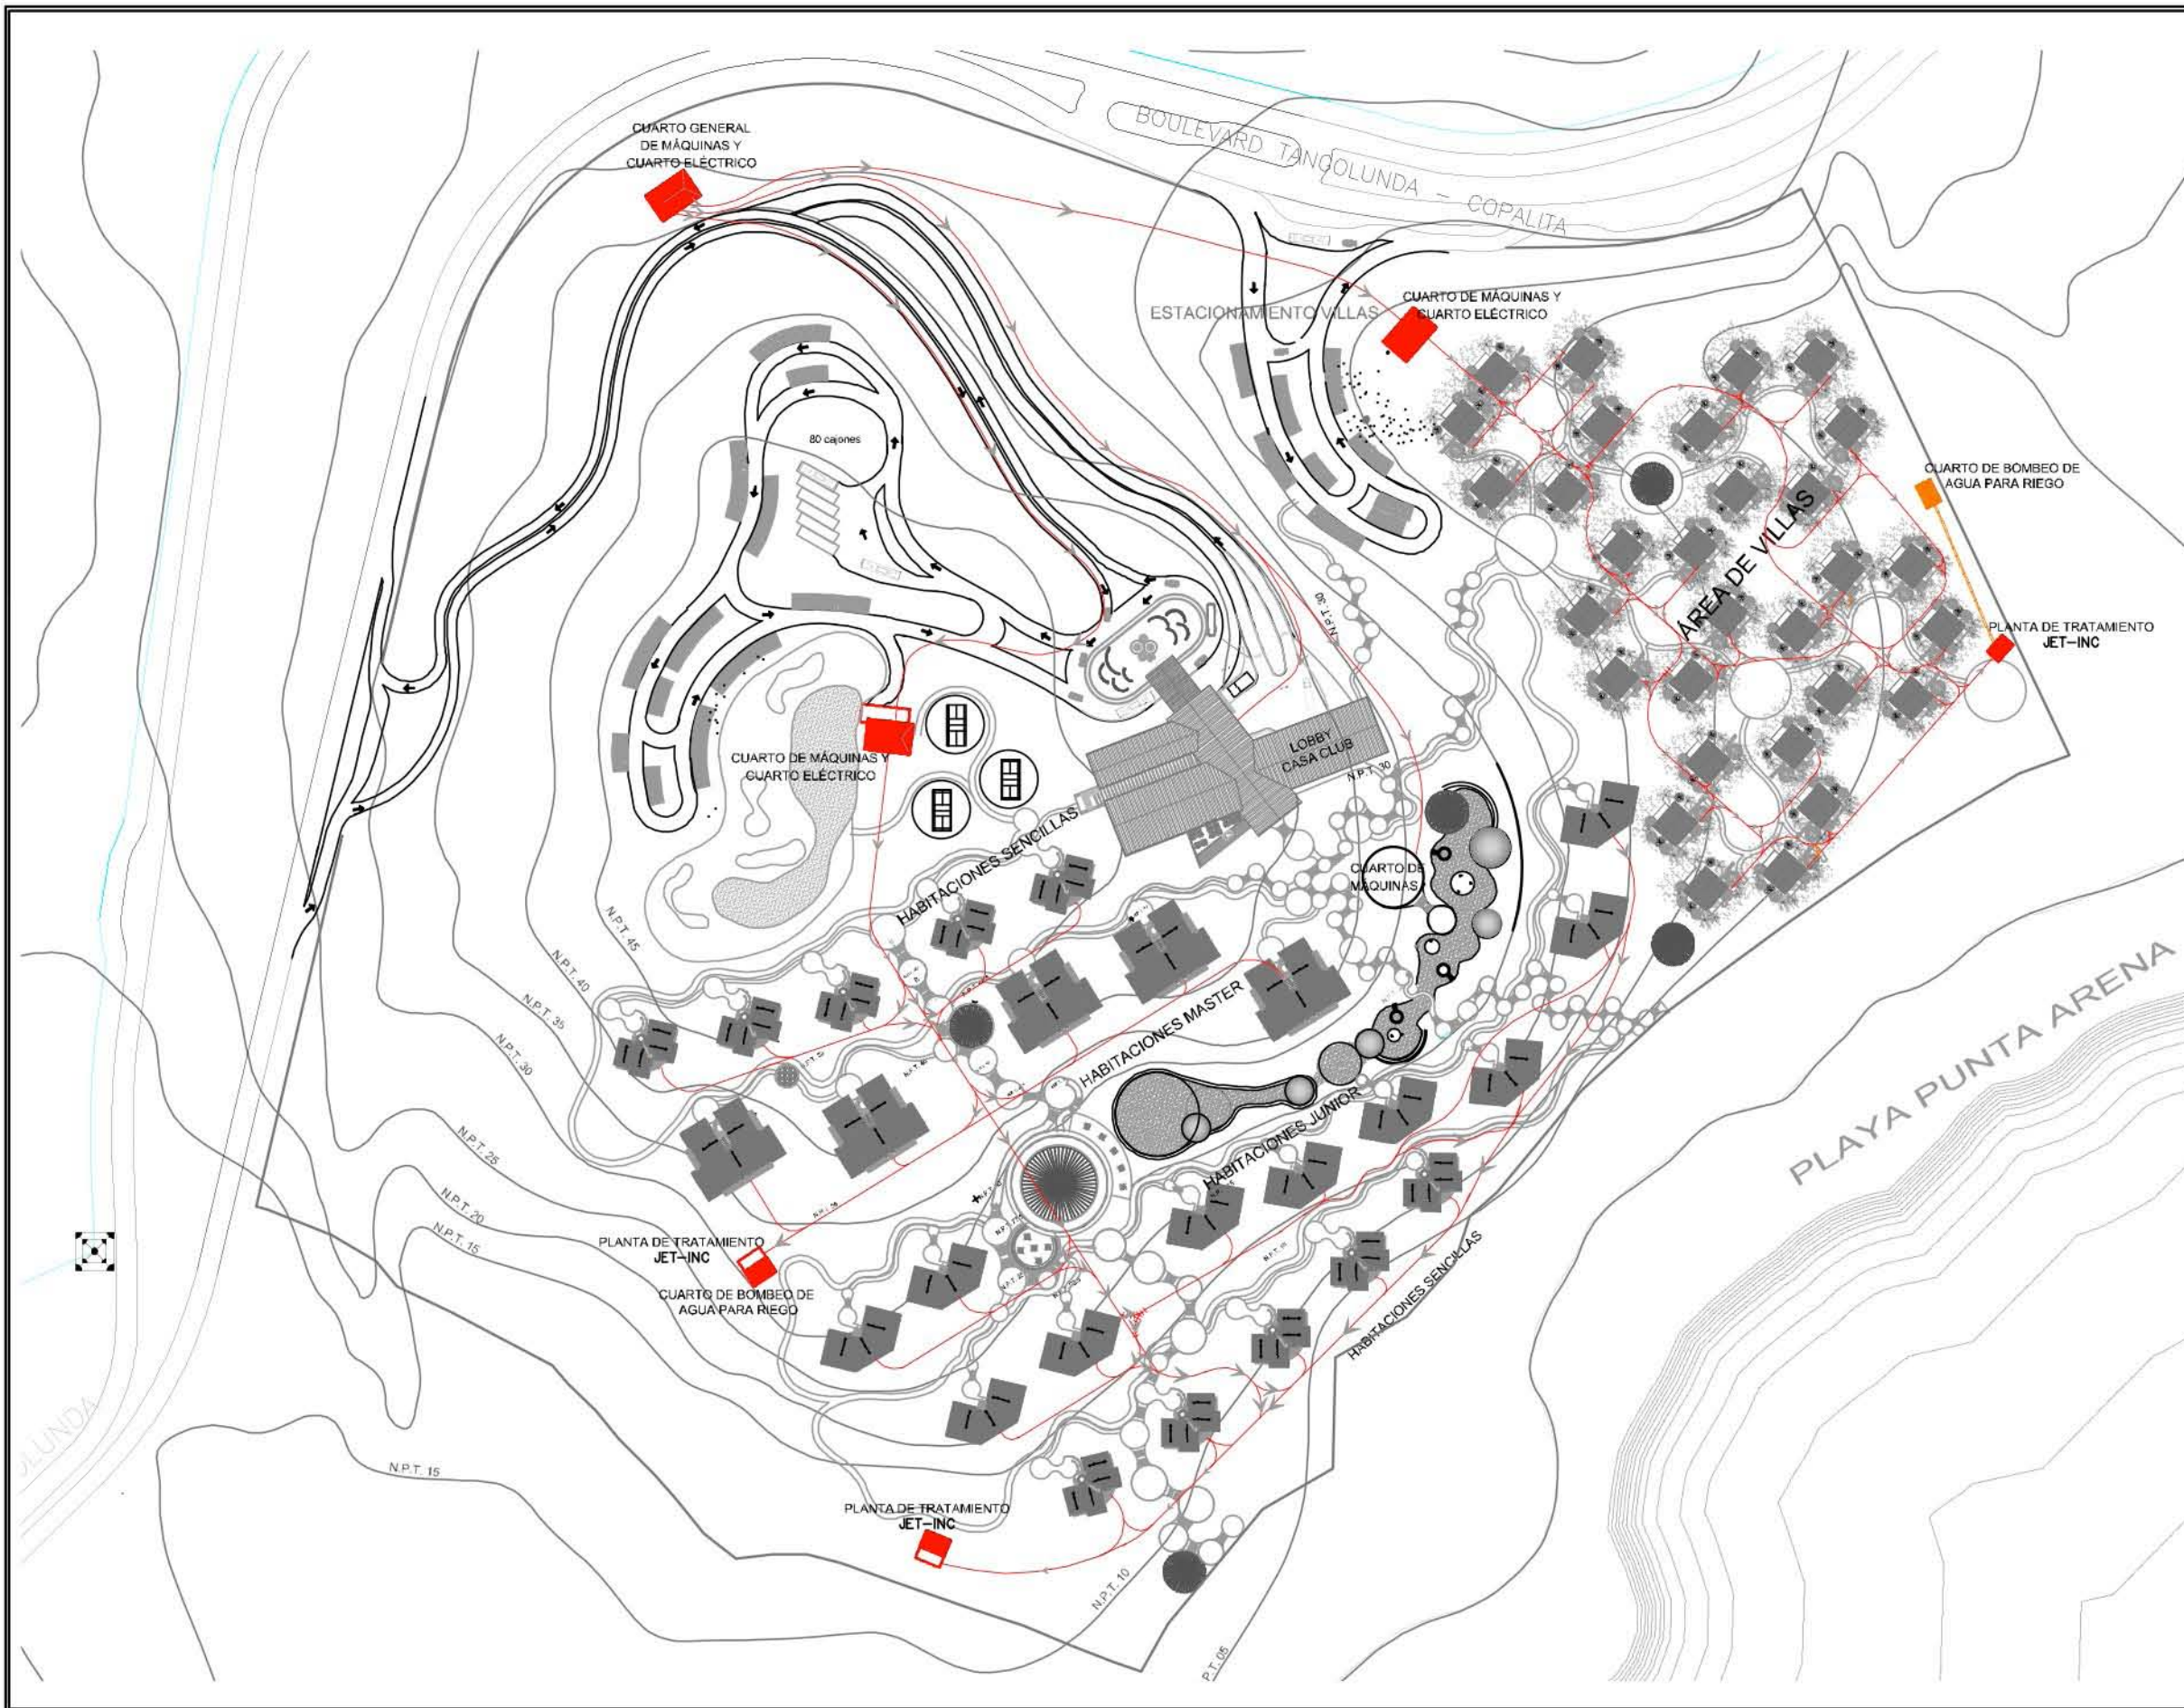 CUARTO GENERAL
DE MÁQUINAS Y
CUARTO ELÉCTRICO
BOULEVARD TANGOLUNDA - COPALITA
ESTACIONAMIENTO VILLAS
CUARTO DE MÁQUINAS Y
CUARTO ELÉCTRICO
80 cajones
CUARTO DE BOMBEO DE
AGUA PARA RIEGO
ÁREA DE VILLAS
N.P.T. 30
PLANTA DE TRATAMIENTO
JET-INC
LOBBY
CASA CLUB
N.P.T. 30
CUARTO DE MÁQUINAS Y
CUARTO ELÉCTRICO
HABITACIONES SENCILLAS
CUARTO DE
MÁQUINAS
N.P.T. 45
N.P.T. 40
N.P.T. 35
N.P.T. 30
HABITACIONES MASTER
PLAYA PUNTA ARENA
HABITACIONES JUNIOR
N.P.T. 25
N.P.T. 20
N.P.T. 15
PLANTA DE TRATAMIENTO
JET-INC
CUARTO DE BOMBEO DE
AGUA PARA RIEGO
HABITACIONES SENCILLAS
OLUNDA
N.P.T. 15
PLANTA DE TRATAMIENTO
JET-INC
N.P.T. 10
P.T. 05